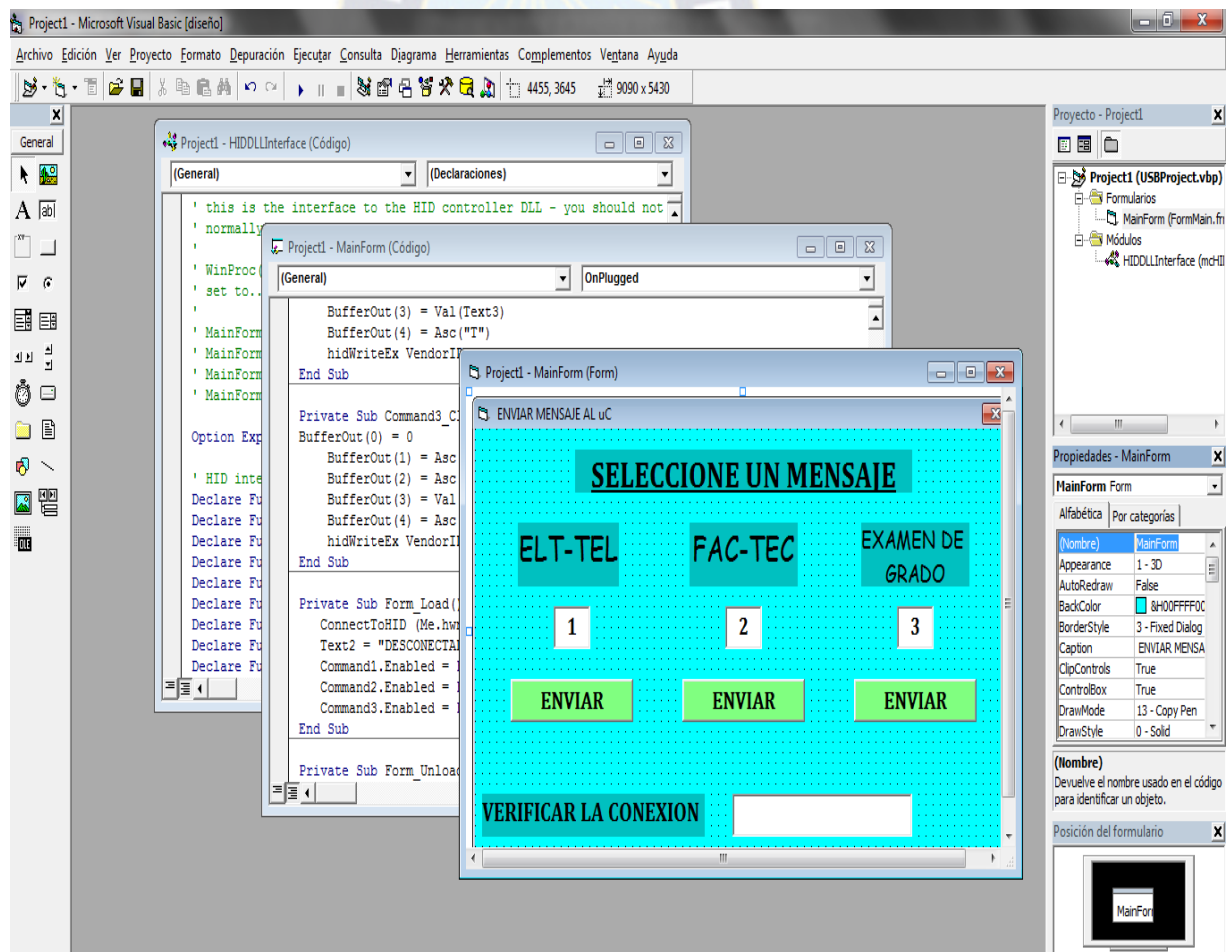 Project1 - Microsoft Visual Basic [diseño]
Archivo Edición Ver Proyecto Formato Depuración Ejecutar Consulta Diagrama Herramientas Complementos Ventana Ayuda
4455, 3645 9090 x 5430
General
A ab|
OLE
Project1 - HIDDLLInterface (Código)
(General) (Declaraciones)
' this is the interface to the HID controller DLL - you should not
' normally
'
' WinProc(
' set to..
'
' MainForm
' MainForm
' MainForm
' MainForm
Option Exp
' HID inte
Declare Fu
Declare Fu
Declare Fu
Declare Fu
Declare Fu
Declare Fu
Declare Fu
Declare Fu
Declare Fu
Project1 - MainForm (Código)
(General) OnPlugged
BufferOut(3) = Val(Text3)
BufferOut(4) = Asc("T")
hidWriteEx VendorI
End Sub
Private Sub Command3_Cl
BufferOut(0) = 0
BufferOut(1) = Asc
BufferOut(2) = Asc
BufferOut(3) = Val
BufferOut(4) = Asc
hidWriteEx VendorI
End Sub
Private Sub Form_Load()
ConnectToHID (Me.hwn
Text2 = "DESCONECTA
Command1.Enabled =
Command2.Enabled =
Command3.Enabled =
End Sub
Private Sub Form_Unloa
Project1 - MainForm (Form)
ENVIAR MENSAJE AL uC
SELECCIONE UN MENSAJE
ELT-TEL FAC-TEC EXAMEN DE
GRADO
1 2 3
ENVIAR ENVIAR ENVIAR
VERIFICAR LA CONEXION
Proyecto - Project1
Project1 (USBProject.vbp)
Formularios
MainForm (FormMain.fr
Módulos
HIDDLLInterface (mcHI
Propiedades - MainForm
MainForm Form
Alfabética Por categorías
(Nombre) MainForm
Appearance 1 - 3D
AutoRedraw False
BackColor &H00FFFF0
BorderStyle 3 - Fixed Dialog
Caption ENVIAR MENSA
ClipControls True
ControlBox True
DrawMode 13 - Copy Pen
DrawStyle 0 - Solid
(Nombre)
Devuelve el nombre usado en el código
para identificar un objeto.
Posición del formulario
MainFor